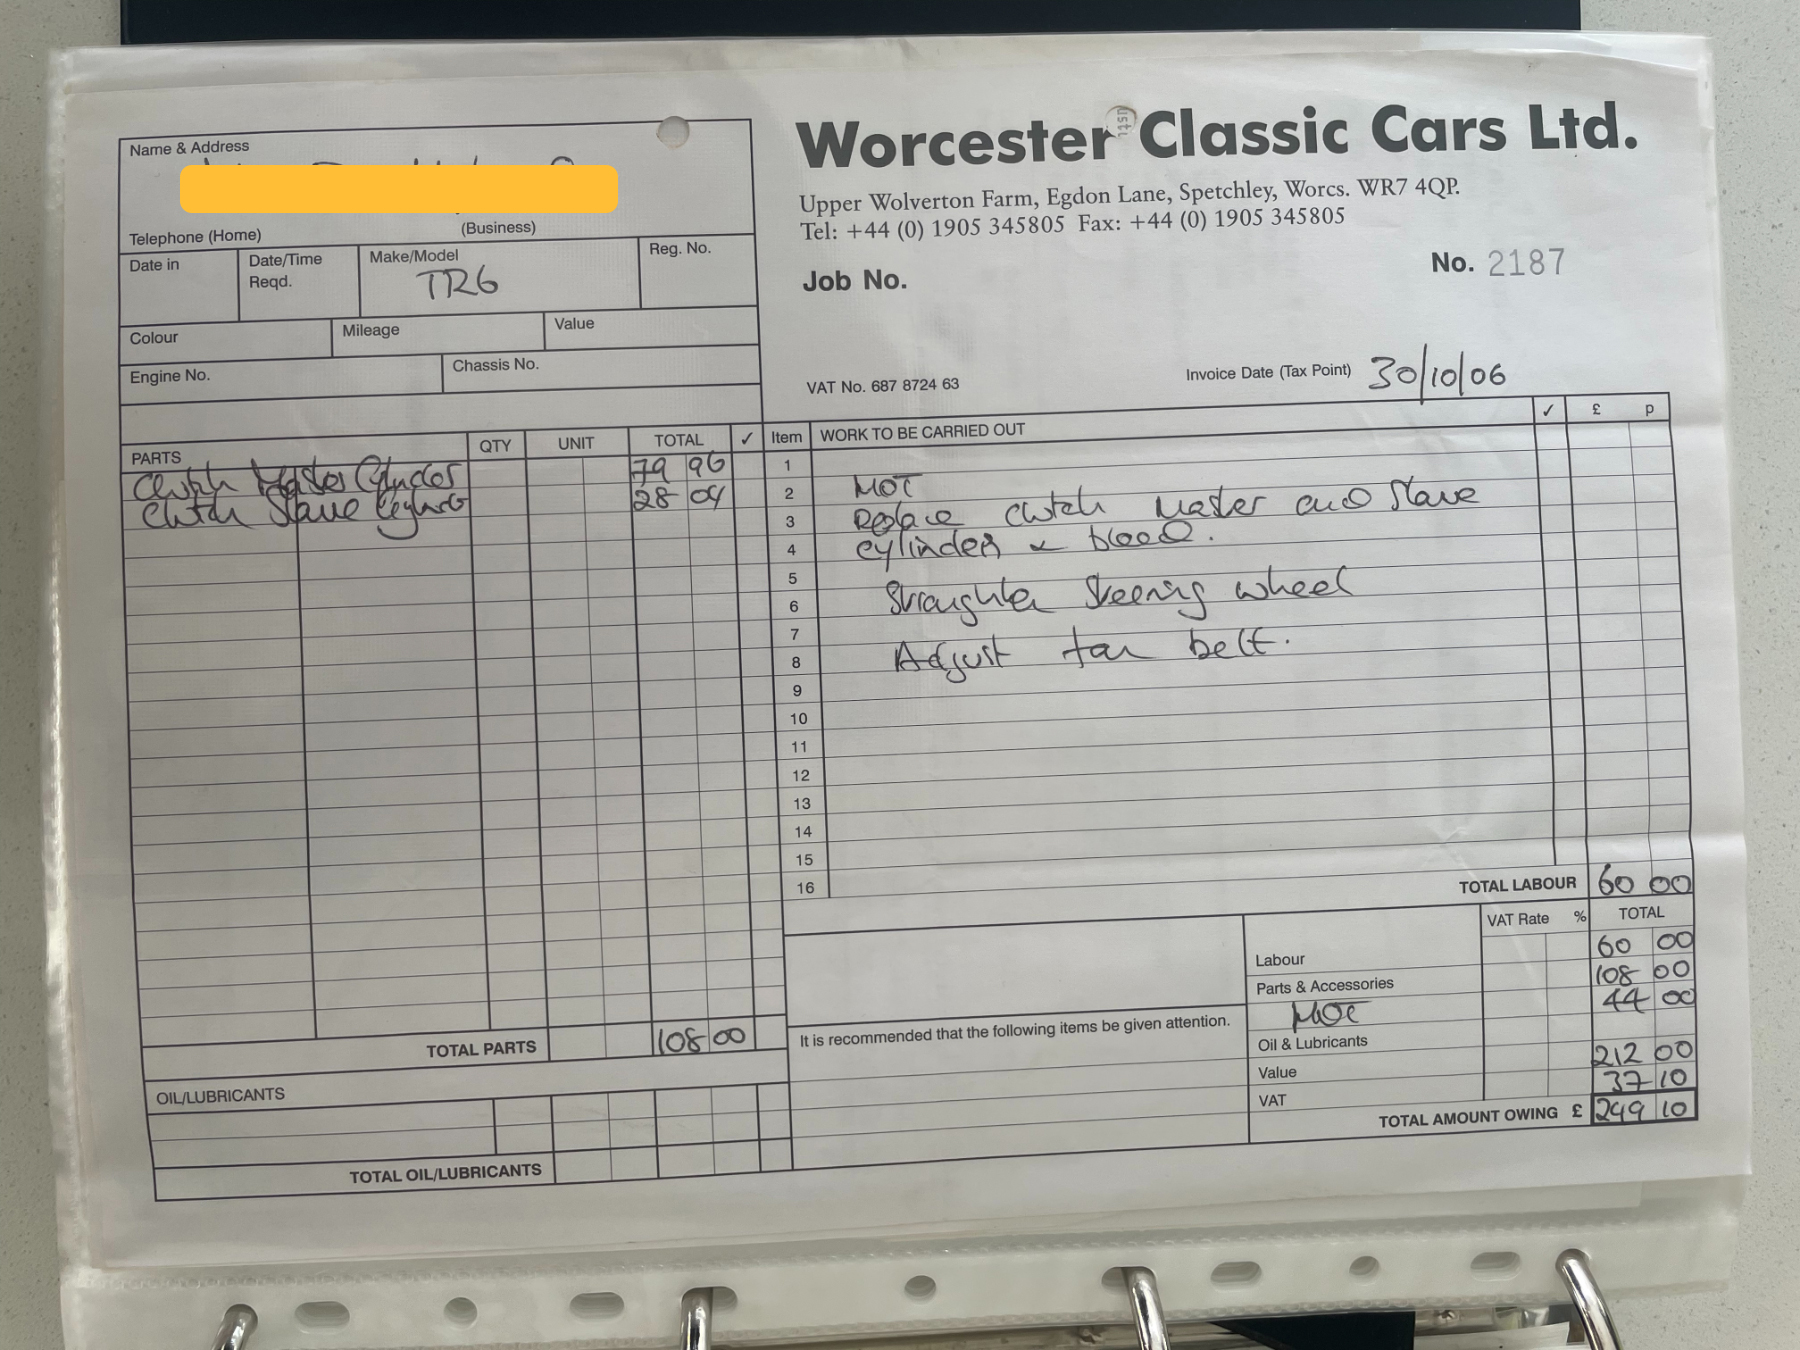 Worcester Classic Cars Ltd.
Upper Wolverton Farm, Egdon Lane, Spetchley, Worcs. WR7 4QP.
Tel: +44 (0) 1905 345805 Fax: +44 (0) 1905 345805
Name & Address
Telephone (Home) (Business)
Date in Date/Time Reqd. Make/Model Reg. No.
TR6
Colour Mileage Value
Engine No. Chassis No.
Job No. No. 2187
VAT No. 687 8724 63 Invoice Date (Tax Point) 30/10/06
PARTS QTY UNIT TOTAL ✓
Clutch Master Cylinder 79 96
Clutch Slave Cylinder 28 04
TOTAL PARTS 108 00
OIL/LUBRICANTS
TOTAL OIL/LUBRICANTS
Item WORK TO BE CARRIED OUT ✓ £ p
1
2 MOT
3 Replace clutch master and slave
4 cylinders & bleed.
5
6 Straighten steering wheel
7
8 Adjust fan belt.
9
10
11
12
13
14
15
16
TOTAL LABOUR 60 00
VAT Rate % TOTAL
Labour 60 00
Parts & Accessories 108 00
MOT 44 00
Oil & Lubricants
Value 212 00
VAT 37 10
TOTAL AMOUNT OWING £ 249 10
It is recommended that the following items be given attention.